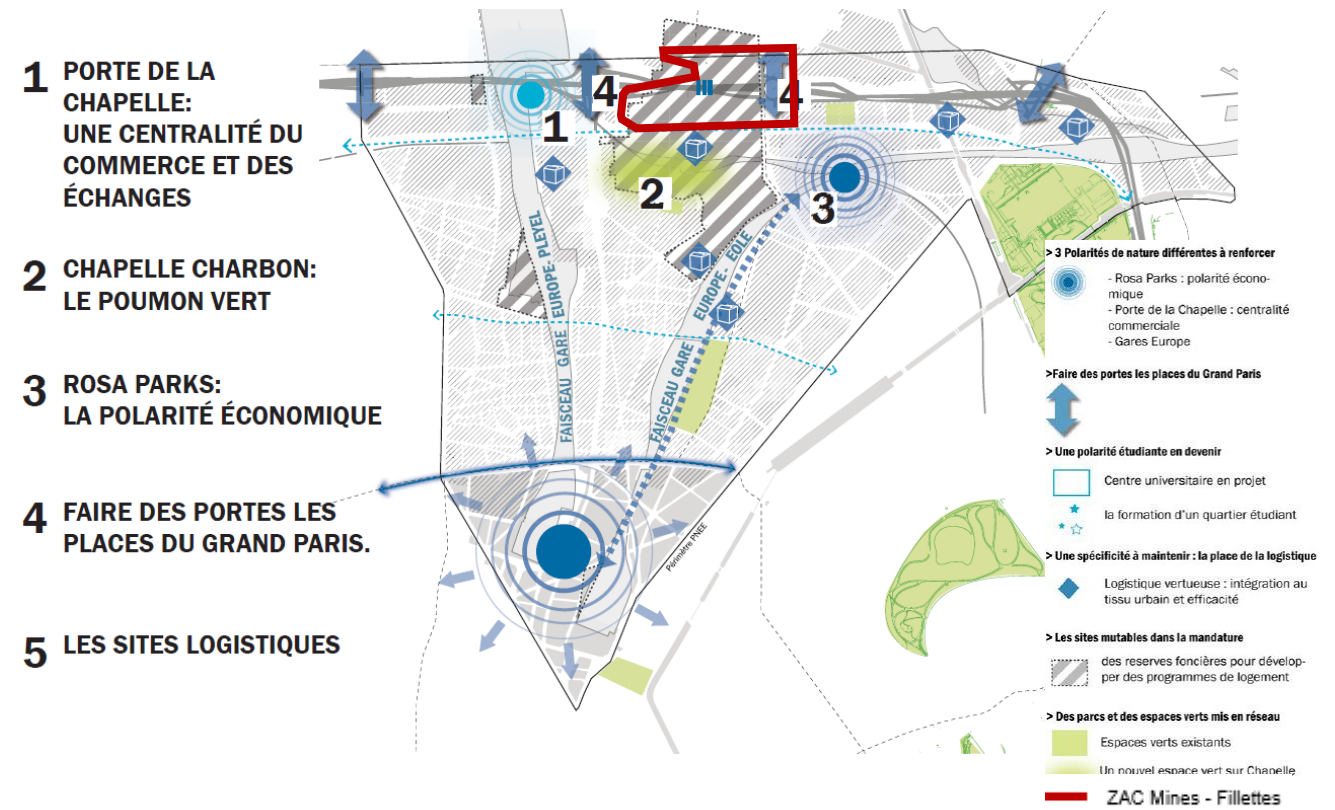 1 PORTE DE LA
CHAPELLE:
UNE CENTRALITÉ DU
COMMERCE ET DES
ÉCHANGES
2 CHAPELLE CHARBON:
LE POUMON VERT
3 ROSA PARKS:
LA POLARITÉ ÉCONOMIQUE
4 FAIRE DES PORTES LES
PLACES DU GRAND PARIS.
5 LES SITES LOGISTIQUES
4
4
1
2
3
FAISCEAU GARE EUROPE- PLEYEL
FAISCEAU GARE EUROPE- EOLE
Périmètre PNEE
> 3 Polarités de nature différentes à renforcer
- Rosa Parks : polarité écono-
mique
- Porte de la Chapelle : centralité
commerciale
- Gares Europe
>Faire des portes les places du Grand Paris
> Une polarité étudiante en devenir
Centre universitaire en projet
la formation d'un quartier étudiant
> Une spécificité à maintenir : la place de la logistique
Logistique vertueuse : intégration au
tissu urbain et efficacité
> Les sites mutables dans la mandature
des reserves foncières pour dévelop-
per des programmes de logement
> Des parcs et des espaces verts mis en réseau
Espaces verts existants
Un nouvel espace vert sur Chapelle
ZAC Mines - Fillettes